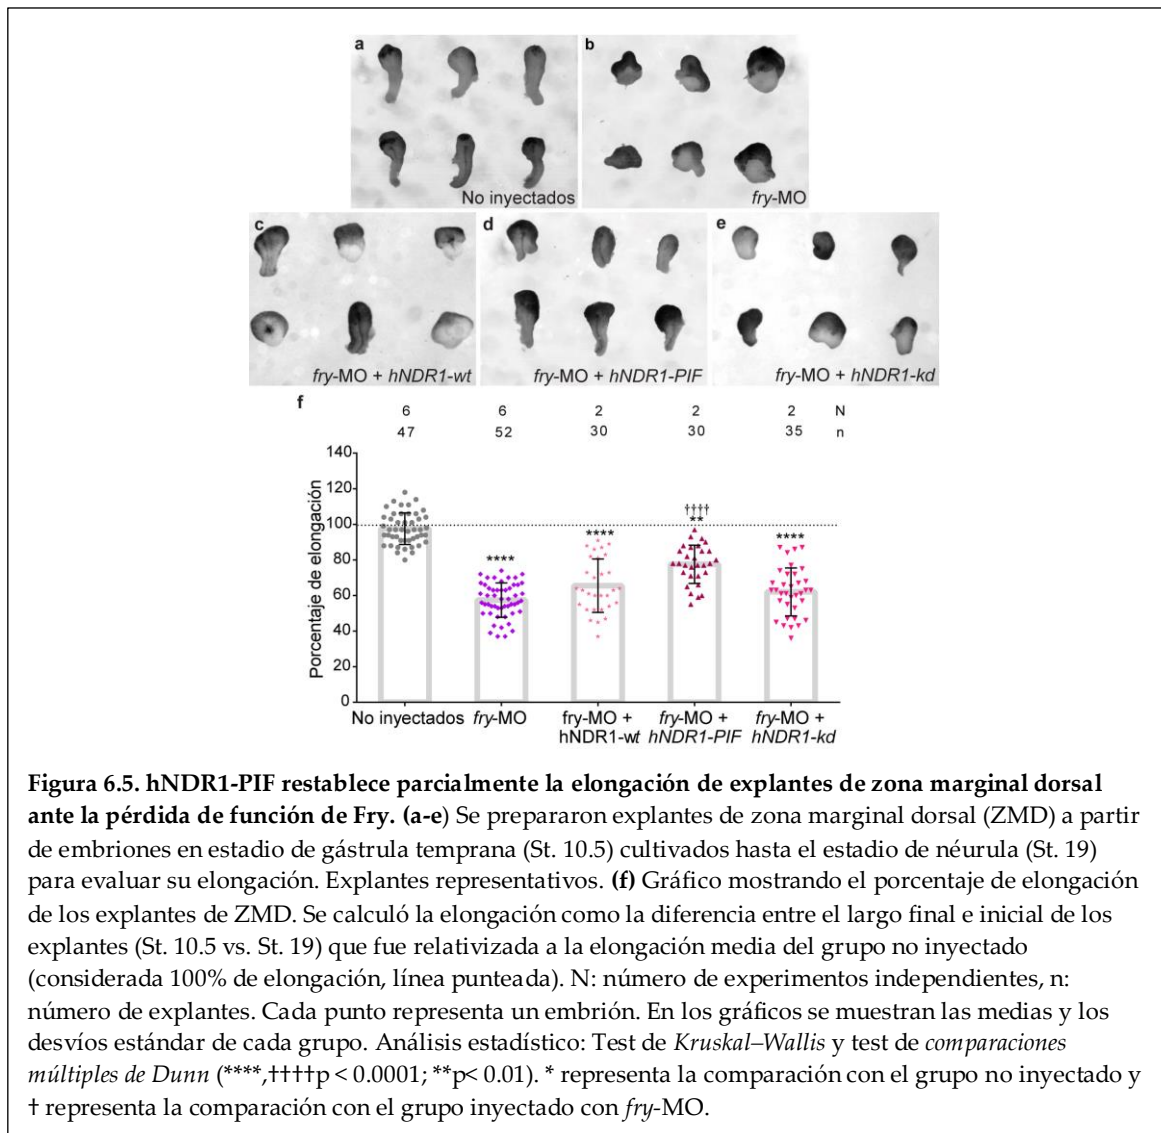 a
b
No inyectados
fry-MO
c
d
e
fry-MO + hNDR1-wt
fry-MO + hNDR1-PIF
fry-MO + hNDR1-kd
f
6 6 2 2 2 N
47 52 30 30 35 n
Porcentaje de elongación
140
120
100
80
60
40
20
0
****
****
††††
**
****
No inyectados
fry-MO
fry-MO +
hNDR1-wt
fry-MO +
hNDR1-PIF
fry-MO +
hNDR1-kd
Figura 6.5. hNDR1-PIF restablece parcialmente la elongación de explantes de zona marginal dorsal
ante la pérdida de función de Fry. (a-e) Se prepararon explantes de zona marginal dorsal (ZMD) a partir
de embriones en estadio de gástrula temprana (St. 10.5) cultivados hasta el estadio de néurula (St. 19)
para evaluar su elongación. Explantes representativos. (f) Gráfico mostrando el porcentaje de elongación
de los explantes de ZMD. Se calculó la elongación como la diferencia entre el largo final e inicial de los
explantes (St. 10.5 vs. St. 19) que fue relativizada a la elongación media del grupo no inyectado
(considerada 100% de elongación, línea punteada). N: número de experimentos independientes, n:
número de explantes. Cada punto representa un embrión. En los gráficos se muestran las medias y los
desvíos estándar de cada grupo. Análisis estadístico: Test de Kruskal–Wallis y test de comparaciones
múltiples de Dunn (****,††††p < 0.0001; **p< 0.01). * representa la comparación con el grupo no inyectado y
† representa la comparación con el grupo inyectado con fry-MO.